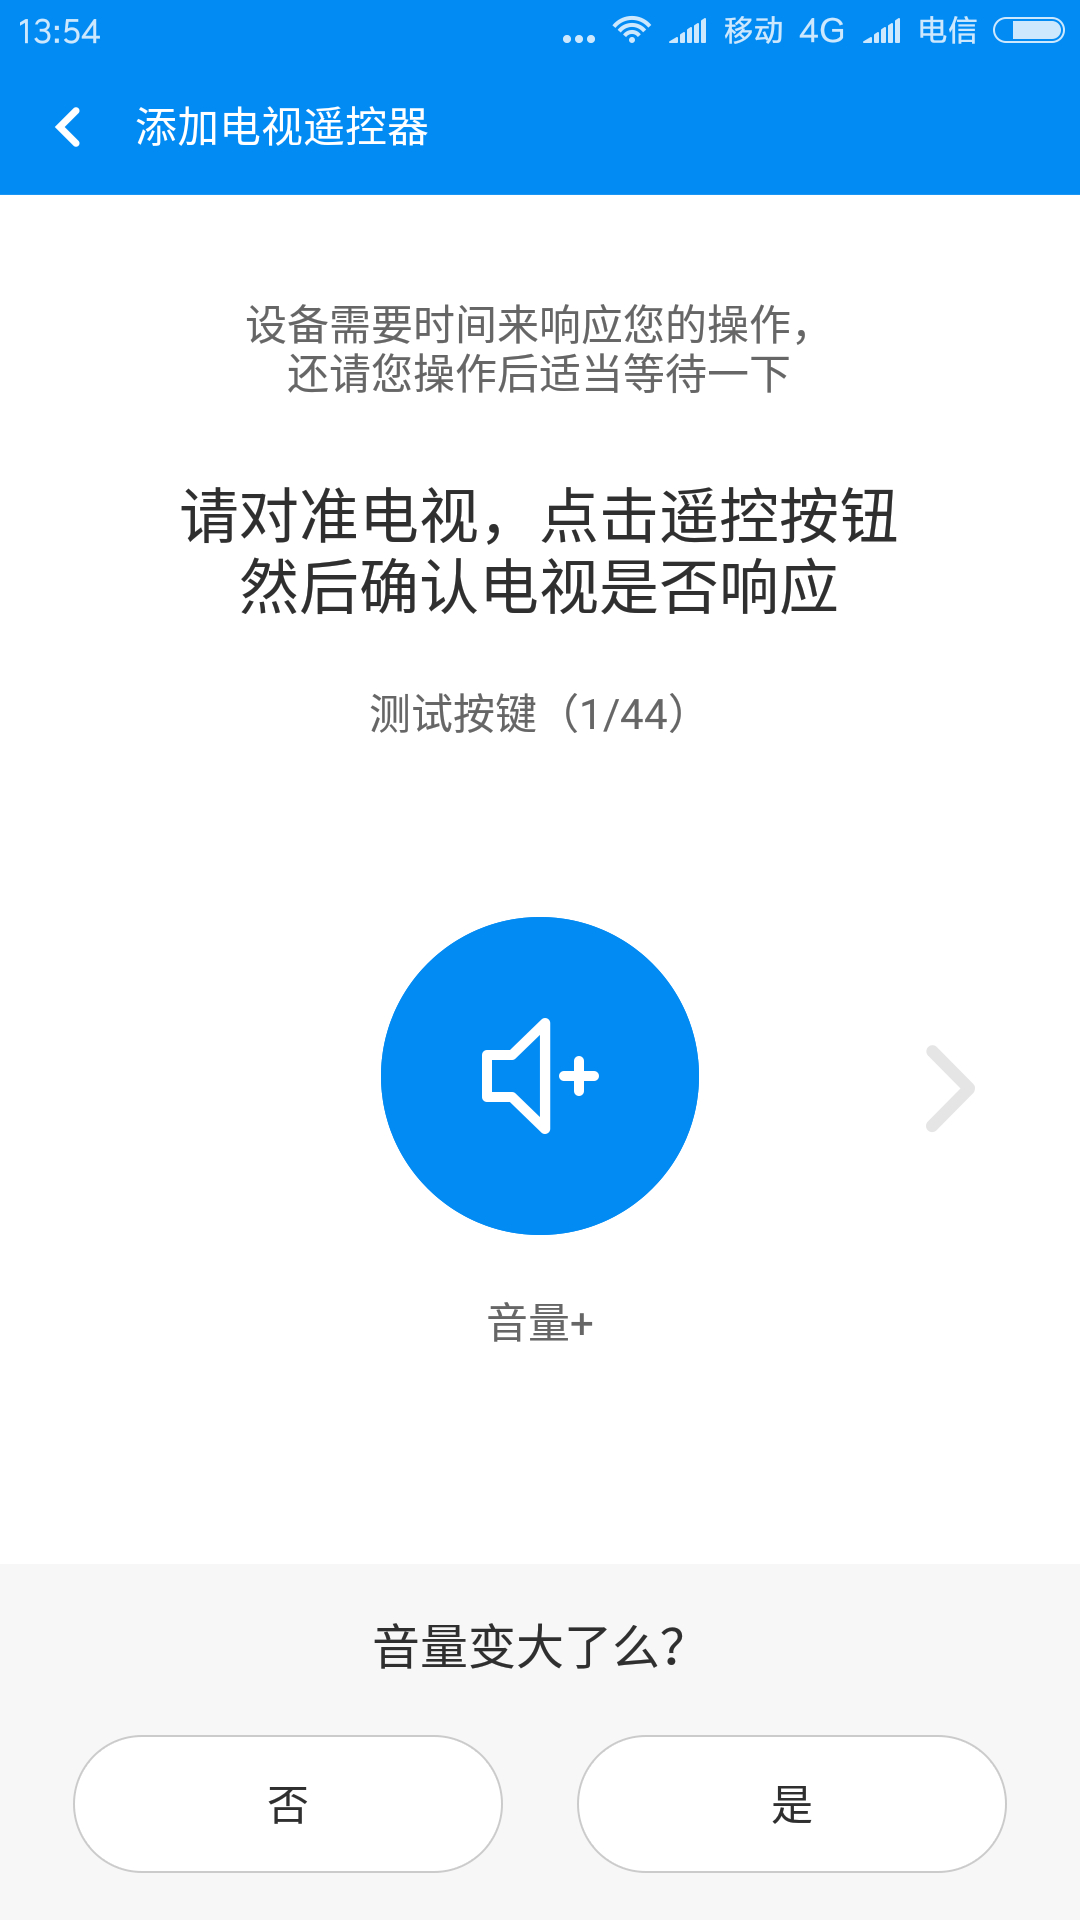 13:54 ... 移动 4G 电信
添加电视遥控器
设备需要时间来响应您的操作，
还请您操作后适当等待一下
请对准电视，点击遥控按钮
然后确认电视是否响应
测试按键（1/44）
音量+
音量变大了么？
否 是